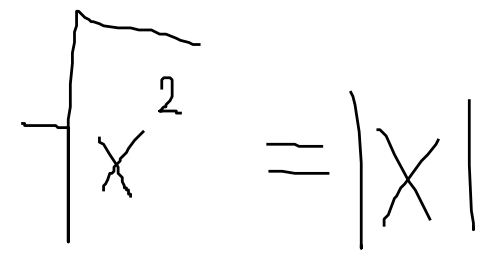 √x² = |x|